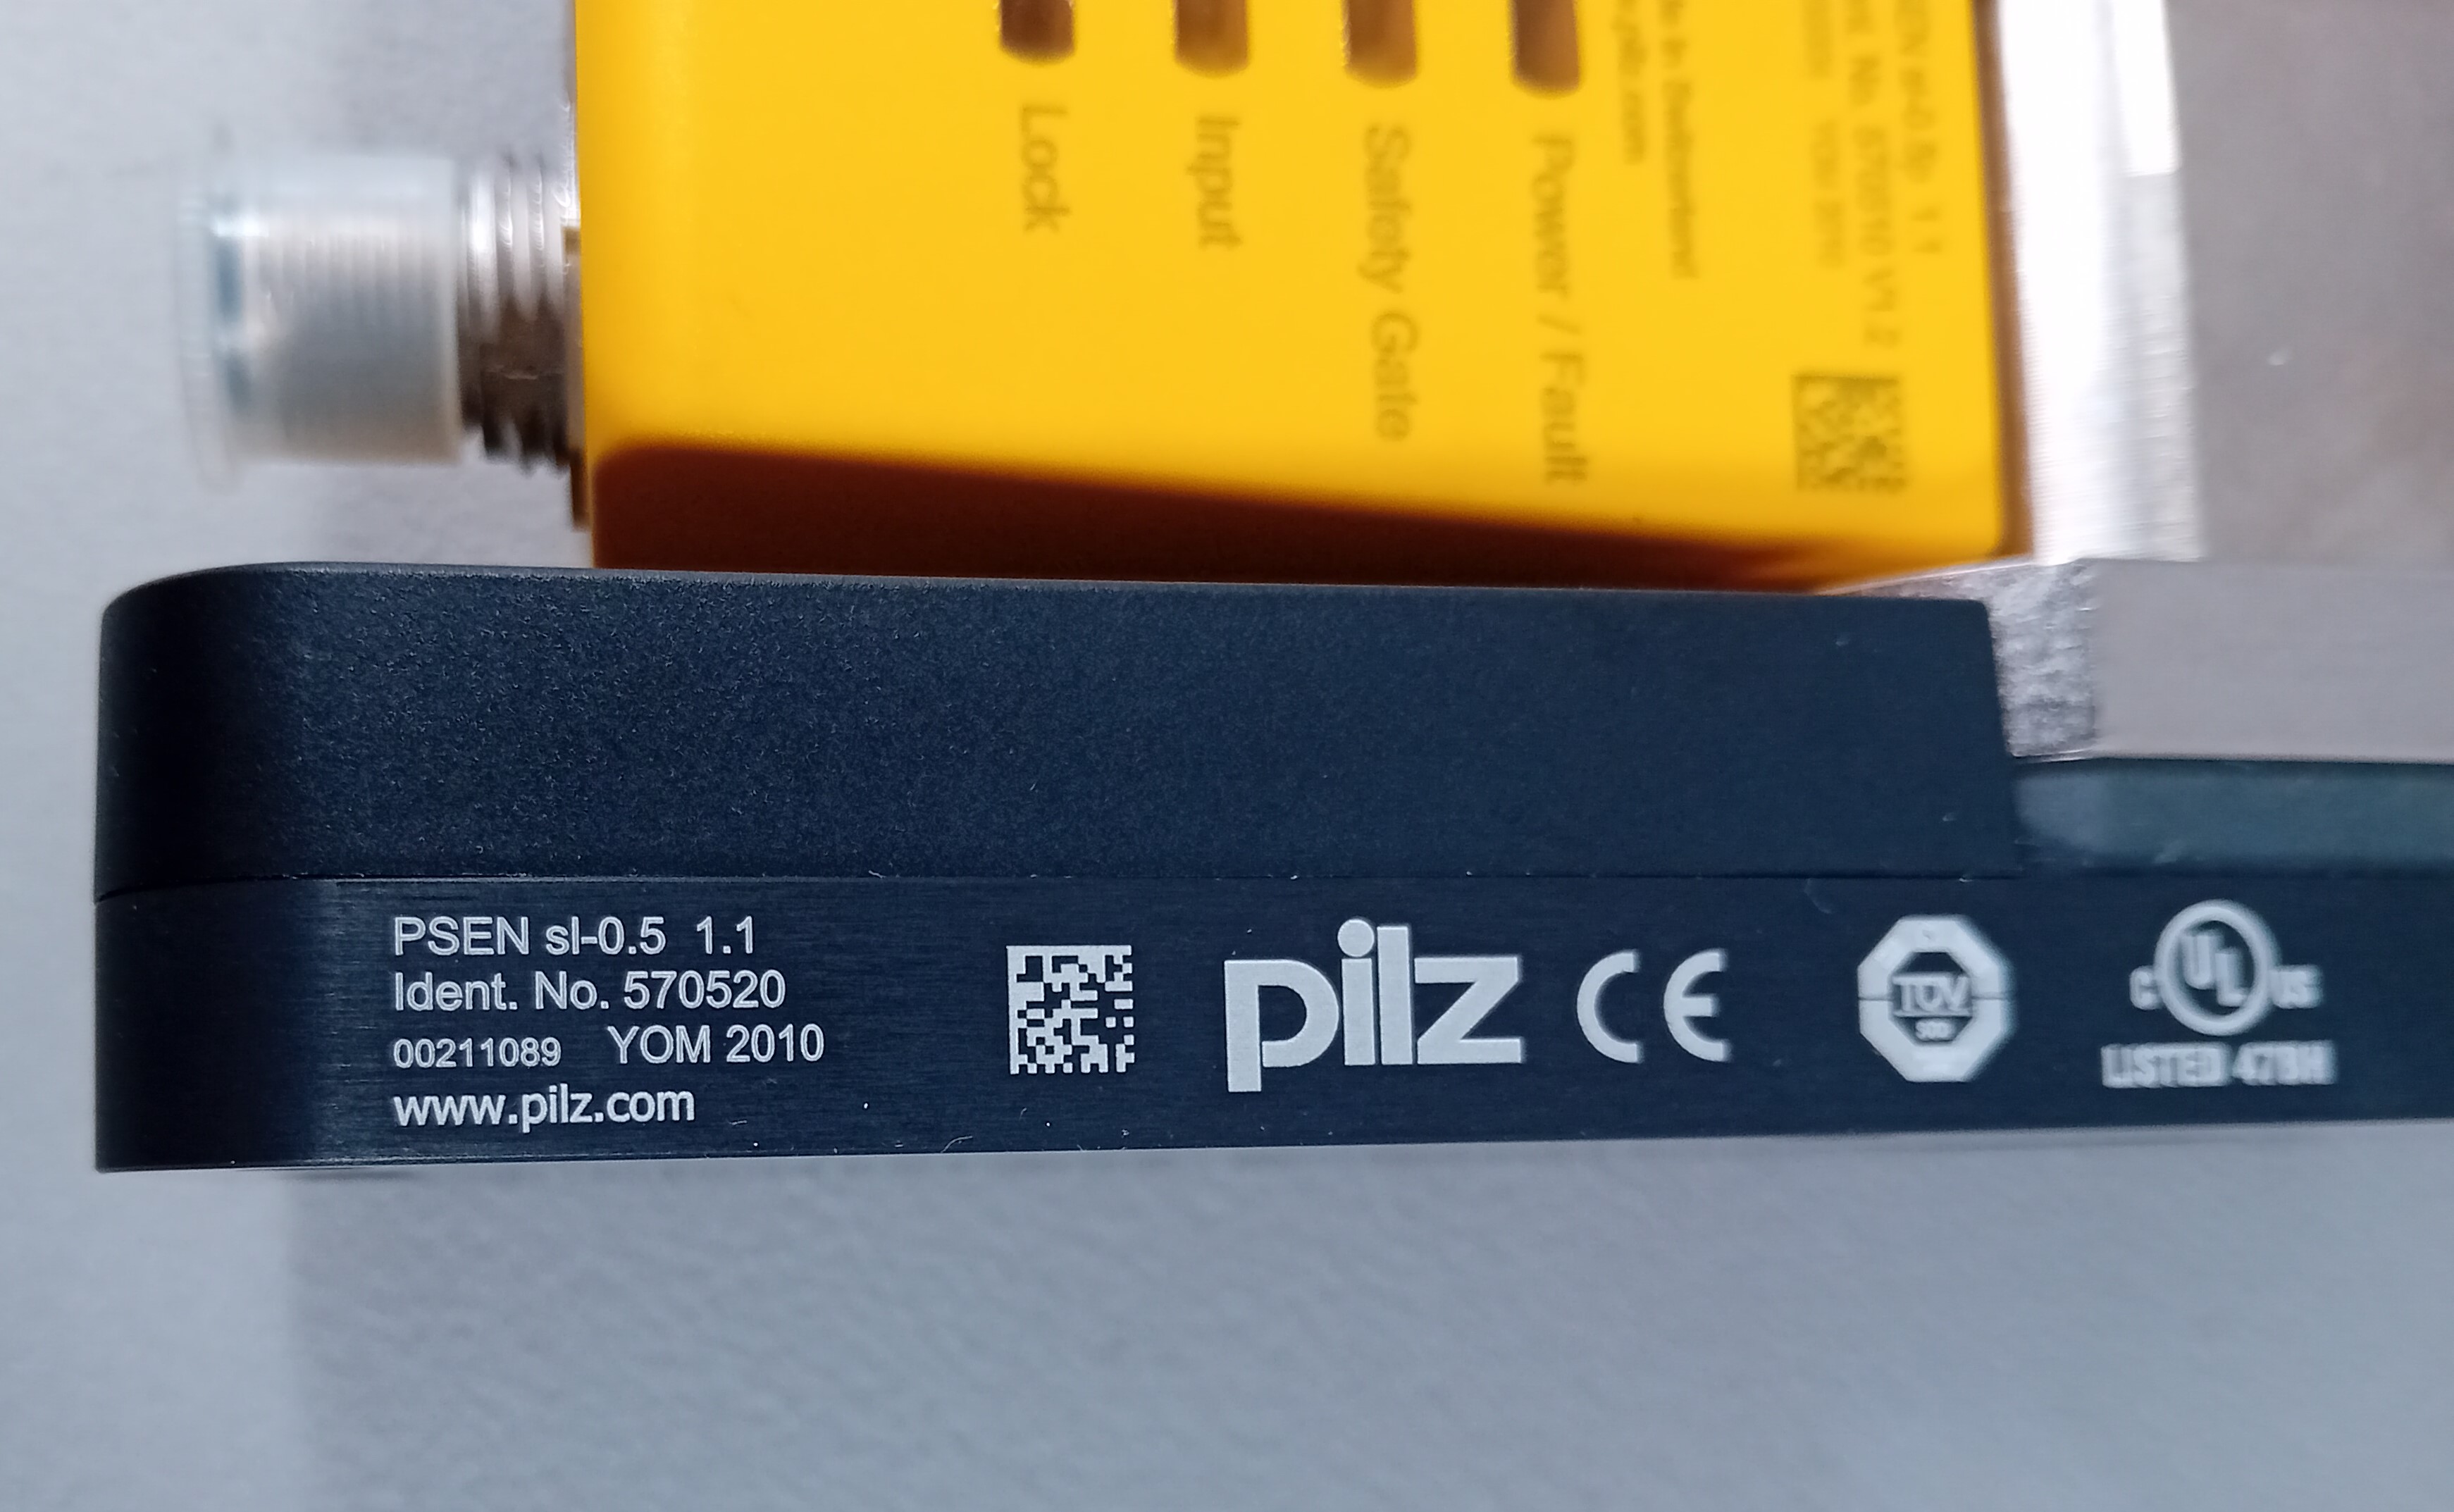 Lock
Input
Safety Gate
Power / Fault
PSEN sl-0.5 1.1
Ident. No. 570520
00211089 YOM 2010
www.pilz.com
pilz CE
TÜV
C UL US
LISTED